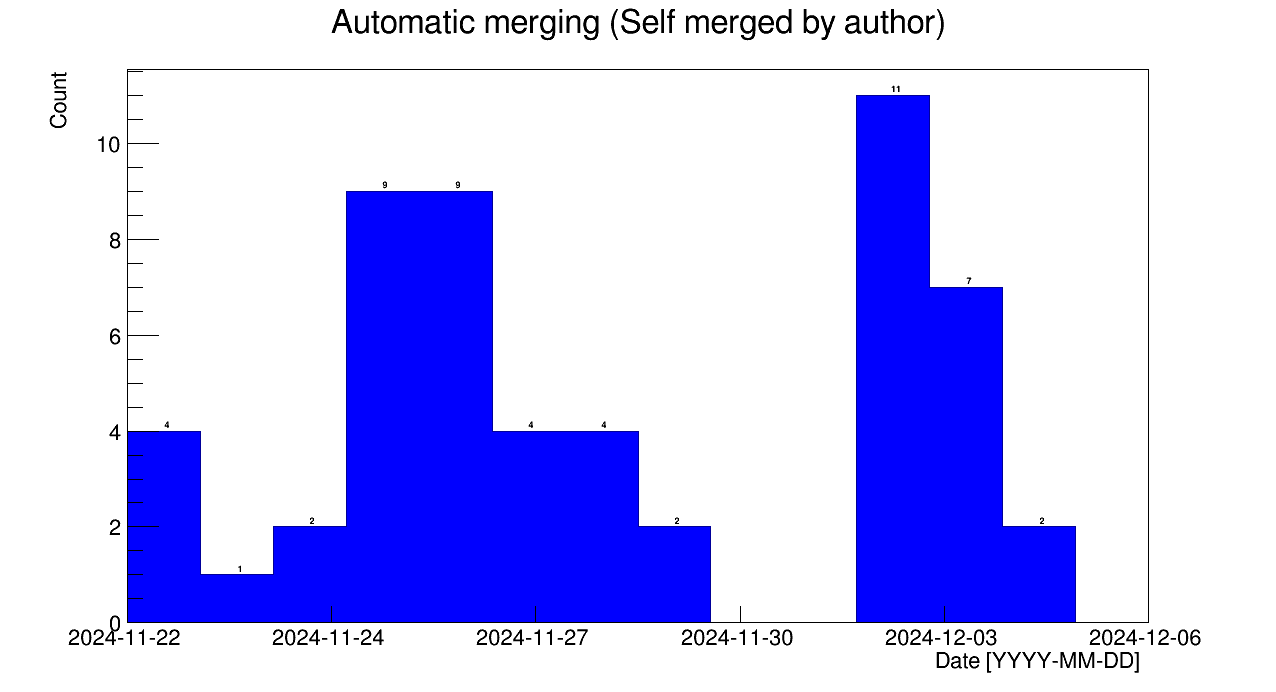 Automatic merging (Self merged by author)
Count
11
10
9 9
8
7
6
4 4 4 4
2 2 2 2
1
0
2024-11-22 2024-11-24 2024-11-27 2024-11-30 2024-12-03 2024-12-06
Date [YYYY-MM-DD]